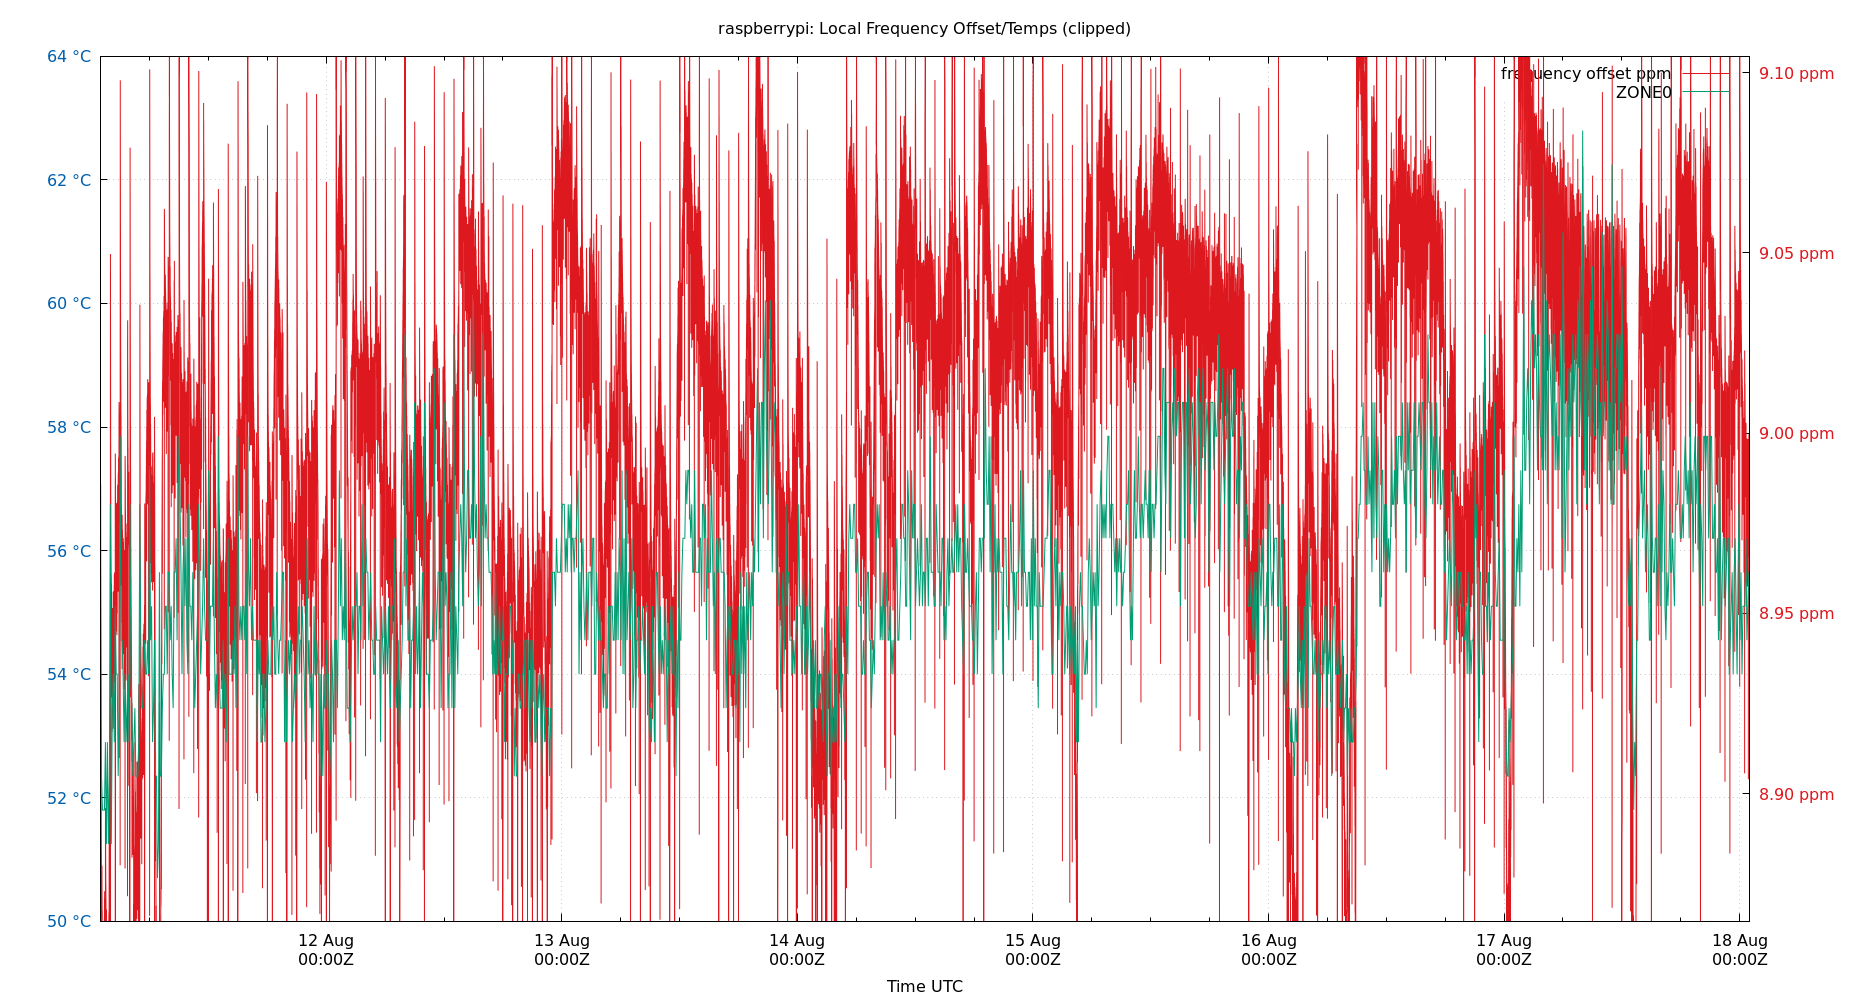 raspberrypi: Local Frequency Offset/Temps (clipped)
64 °C
62 °C
60 °C
58 °C
56 °C
54 °C
52 °C
50 °C
frequency offset ppm
ZONE0
9.10 ppm
9.05 ppm
9.00 ppm
8.95 ppm
8.90 ppm
12 Aug
00:00Z
13 Aug
00:00Z
14 Aug
00:00Z
15 Aug
00:00Z
16 Aug
00:00Z
17 Aug
00:00Z
18 Aug
00:00Z
Time UTC